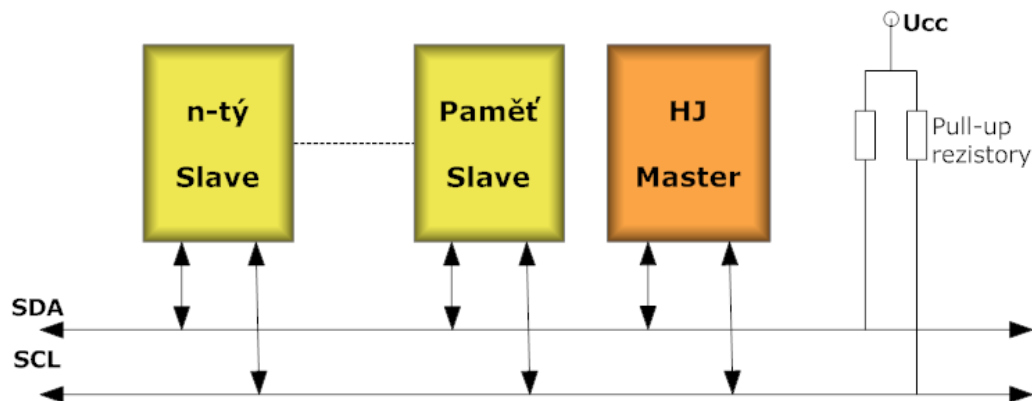 Ucc
n-tý
Slave
Paměť
Slave
HJ
Master
Pull-up
rezistory
SDA
SCL